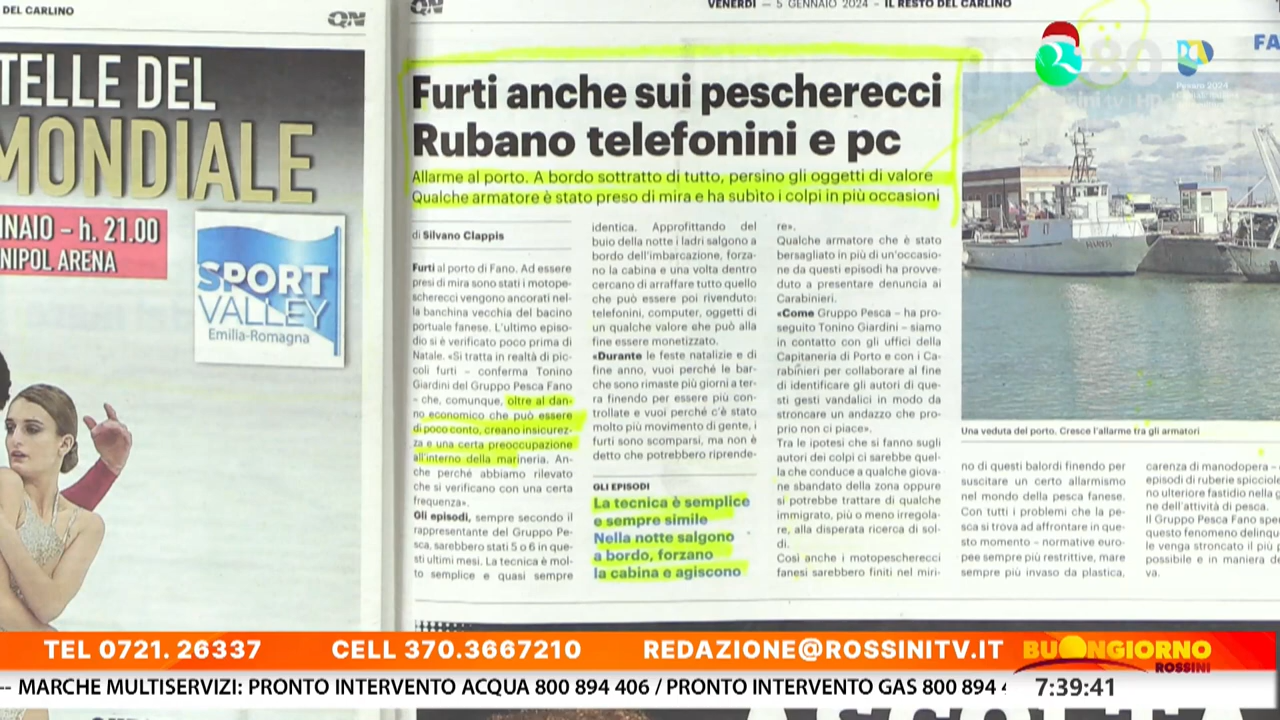 DEL CARLINO
QN
TELLE DEL
MONDIALE
NNAIO – h. 21.00
NIPOL ARENA
SPORT
VALLEY
Emilia-Romagna
QN
VENERDI — 5 GENNAIO 2024 – IL RESTO DEL CARLINO
FA
80
Pesaro 2024
Furti anche sui pescherecci
Rubano telefonini e pc
Allarme al porto. A bordo sottratto di tutto, persino gli oggetti di valore
Qualche armatore è stato preso di mira e ha subìto i colpi in più occasioni
di Silvano Clappis
Furti al porto di Fano. Ad essere
presi di mira sono stati i motope-
scherecci vengono ancorati nel-
la banchina vecchia del bacino
portuale fanese. L'ultimo episo-
dio si è verificato poco prima di
Natale. «Si tratta in realtà di pic-
coli furti – conferma Tonino
Giardini del Gruppo Pesca Fano
– che, comunque, oltre al dan-
no economico che può essere
di poco conto, creano insicurez-
za e una certa preoccupazione
all'interno della marineria. An-
che perché abbiamo rilevato
che si verificano con una certa
frequenza».
Gli episodi, sempre secondo il
rappresentante del Gruppo Pe-
sca, sarebbero stati 5 o 6 in que-
sti ultimi mesi. La tecnica è mol-
to semplice e quasi sempre
identica. Approfittando del
buio della notte i ladri salgono a
bordo dell'imbarcazione, forza-
no la cabina e una volta dentro
cercano di arraffare tutto quello
che può essere poi rivenduto:
telefonini, computer, oggetti di
un qualche valore che può alla
fine essere monetizzato.
«Durante le feste natalizie e di
fine anno, vuoi perché le bar-
che sono rimaste più giorni a ter-
ra finendo per essere più con-
trollate e vuoi perché c'è stato
molto più movimento di gente, i
furti sono scomparsi, ma non è
detto che potrebbero riprende-
GLI EPISODI
La tecnica è semplice
e sempre simile
Nella notte salgono
a bordo, forzano
la cabina e agiscono
re».
Qualche armatore che è stato
bersagliato in più di un'occasio-
ne da questi episodi ha provve-
duto a presentare denuncia ai
Carabinieri.
«Come Gruppo Pesca – ha pro-
seguito Tonino Giardini – siamo
in contatto con gli uffici della
Capitaneria di Porto e con i Ca-
rabinieri per collaborare al fine
di identificare gli autori di que-
sti gesti vandalici in modo da
stroncare un andazzo che pro-
prio non ci piace».
Tra le ipotesi che si fanno sugli
autori dei colpi ci sarebbe quel-
la che conduce a qualche giova-
ne sbandato della zona oppure
si potrebbe trattare di qualche
immigrato, più o meno irregola-
re, alla disperata ricerca di sol-
di.
Così anche i motopescherecci
fanesi sarebbero finiti nel miri-
Una veduta del porto. Cresce l'allarme tra gli armatori
no di questi balordi finendo per
suscitare un certo allarmismo
nel mondo della pesca fanese.
Con tutti i problemi che la pe-
sca si trova ad affrontare in que-
sto momento – normative euro-
pee sempre più restrittive, mare
sempre più invaso da plastica,
carenza di manodopera –
episodi di ruberie spicciole
no ulteriore fastidio nella g
ne dell'attività di pesca.
Il Gruppo Pesca Fano spe
questo fenomeno delinqu
le venga stroncato il più p
possibile e in maniera de
va.
TEL 0721. 26337 CELL 370.3667210 REDAZIONE@ROSSINITV.IT BUONGIORNO
ROSSINI
-- MARCHE MULTISERVIZI: PRONTO INTERVENTO ACQUA 800 894 406 / PRONTO INTERVENTO GAS 800 894 4
7:39:41